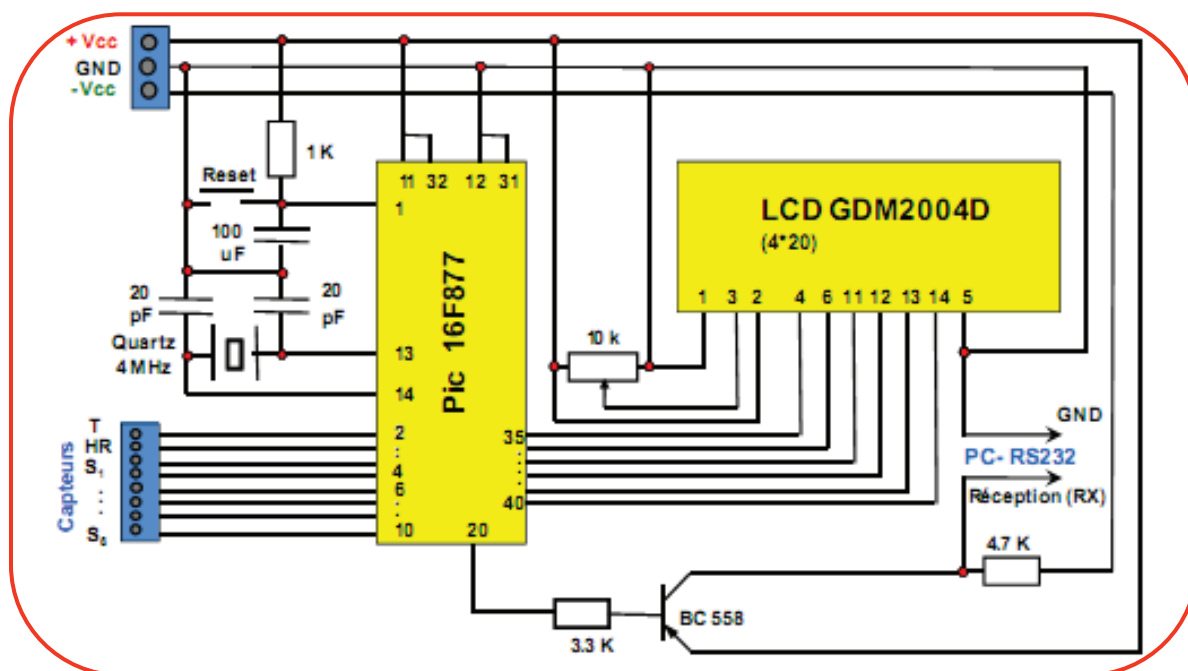 + Vcc
GND
-Vcc
1 K
Reset
100
uF
20
pF
20
pF
Quartz
4 MHz
11 32 12 31
1
13
14
2
:
4
6
:
10
20
35
:
:
40
Pic 16F877
LCD GDM2004D
(4*20)
1 3 2 4 6 11 12 13 14 5
10 k
Capteurs
T
HR
S1
:
:
S6
GND
PC- RS232
Réception (RX)
4.7 K
BC 558
3.3 K